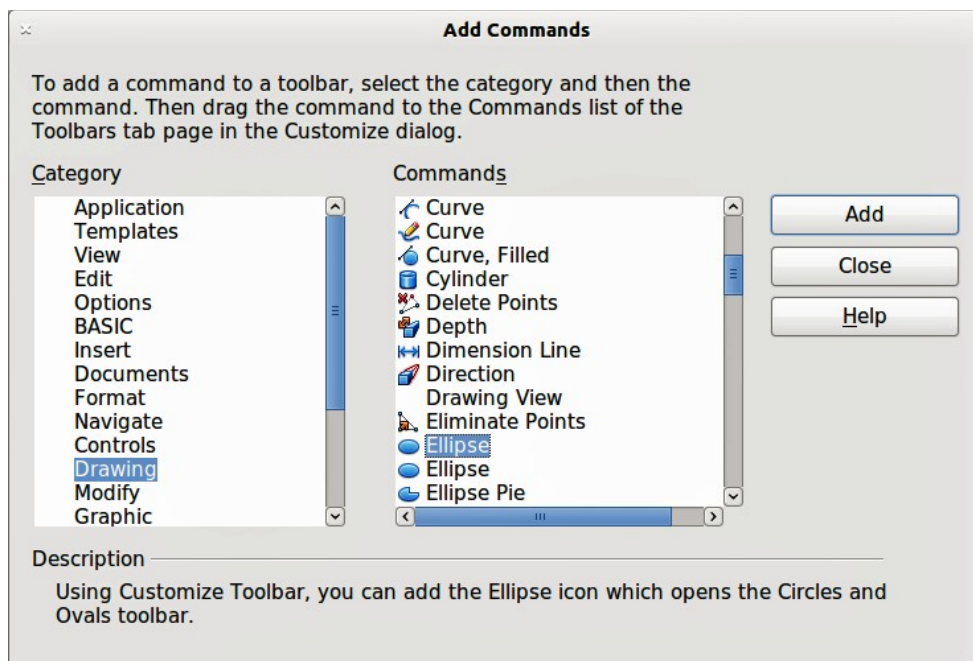 Add Commands
To add a command to a toolbar, select the category and then the
command. Then drag the command to the Commands list of the
Toolbars tab page in the Customize dialog.
Category
Application
Templates
View
Edit
Options
BASIC
Insert
Documents
Format
Navigate
Controls
Drawing
Modify
Graphic
Commands
Curve
Curve
Curve, Filled
Cylinder
Delete Points
Depth
Dimension Line
Direction
Drawing View
Eliminate Points
Ellipse
Ellipse
Ellipse Pie
Add
Close
Help
Description
Using Customize Toolbar, you can add the Ellipse icon which opens the Circles and
Ovals toolbar.